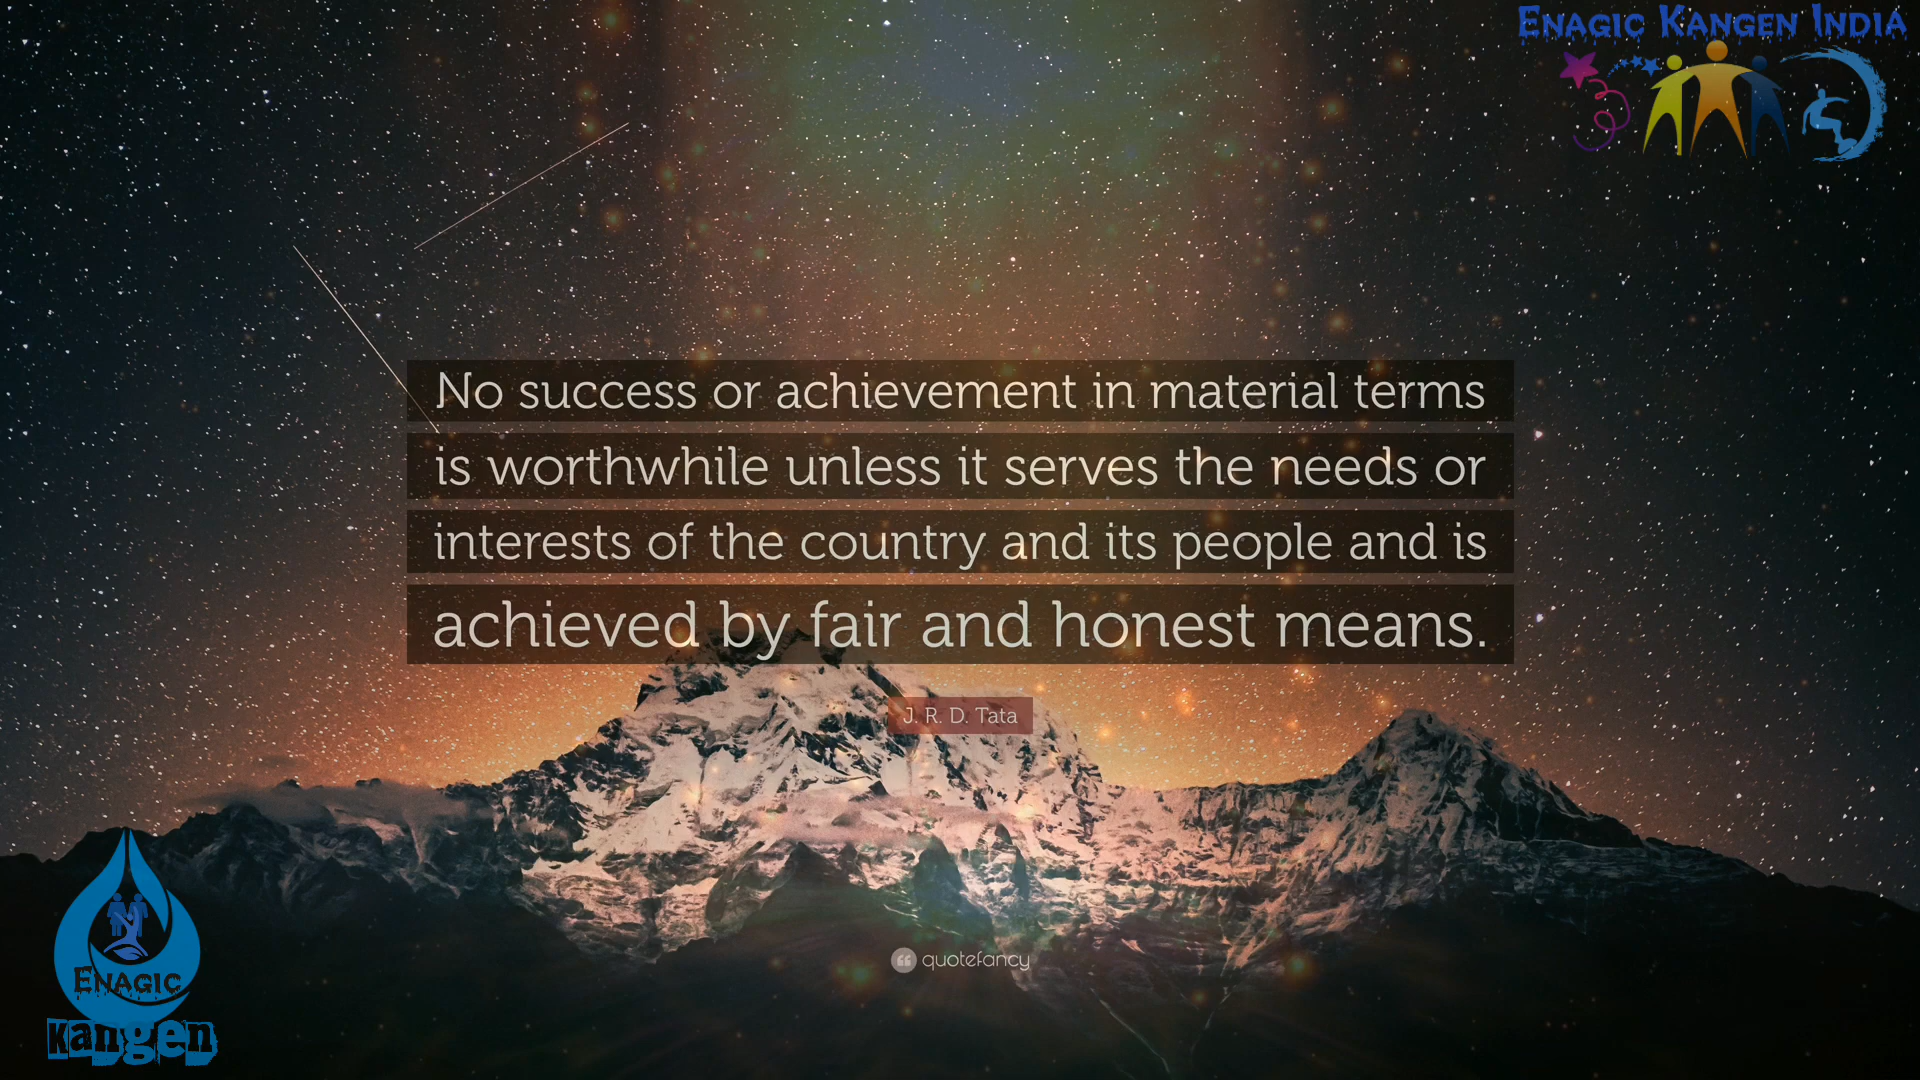 Enagic Kangen India
No success or achievement in material terms
is worthwhile unless it serves the needs or
interests of the country and its people and is
achieved by fair and honest means.
J. R. D. Tata
quotefancy
Enagic
kangen